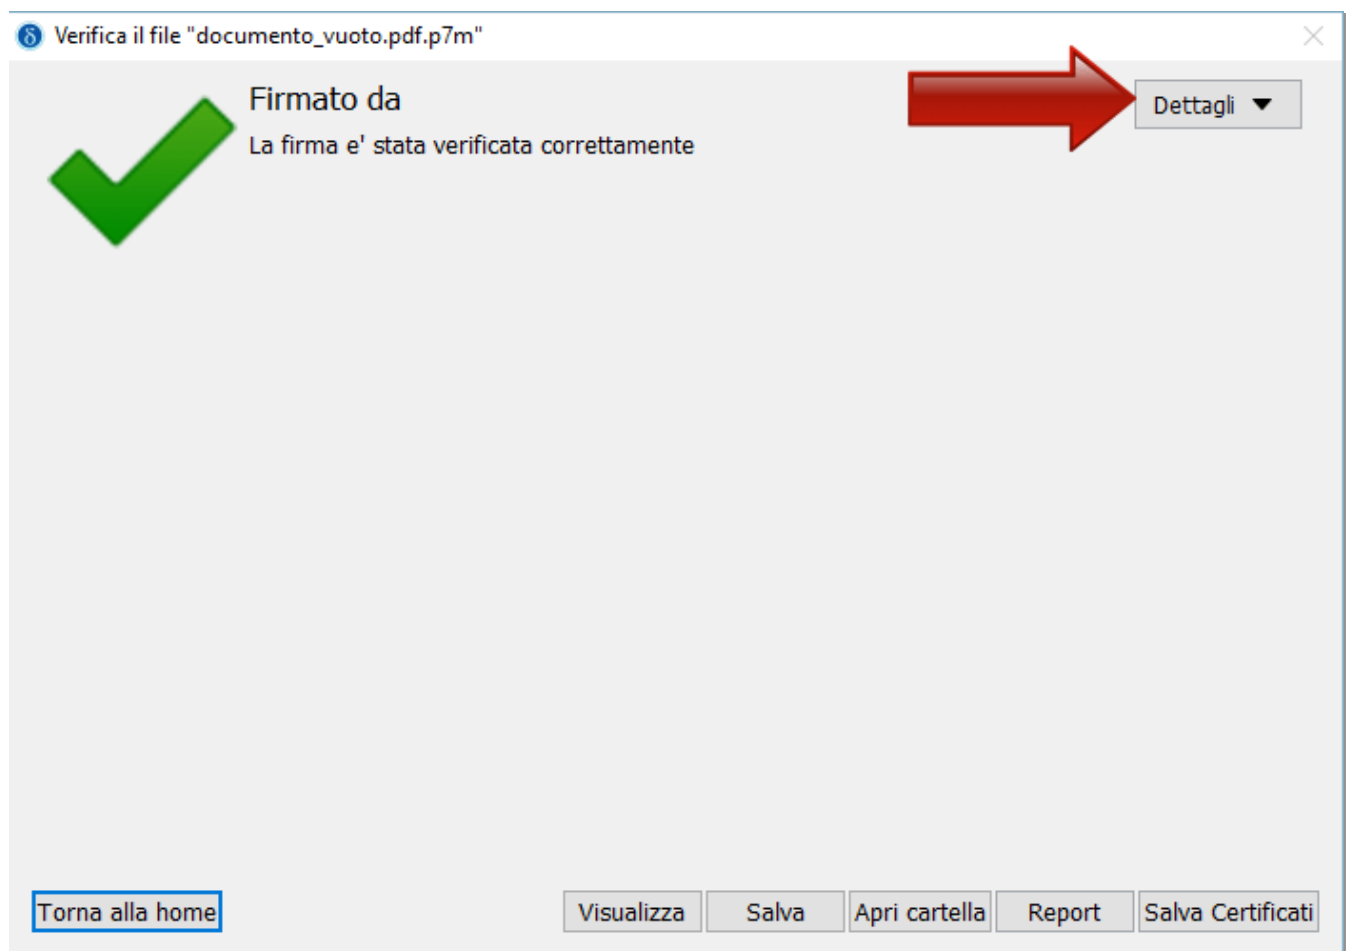 δ Verifica il file "documento_vuoto.pdf.p7m"
Firmato da
Dettagli
La firma e' stata verificata correttamente
Torna alla home
Visualizza
Salva
Apri cartella
Report
Salva Certificati